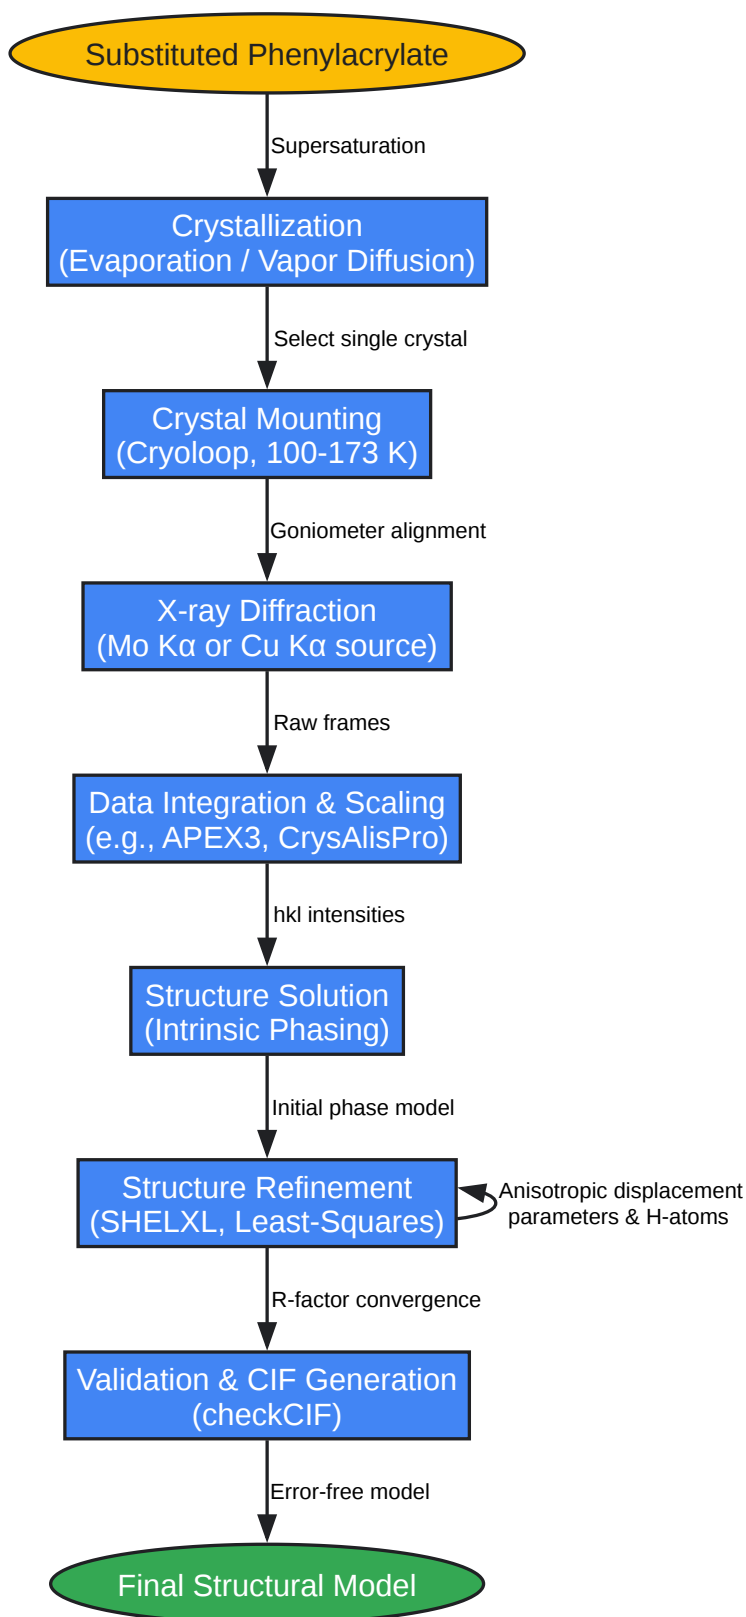 Substituted Phenylacrylate
Supersaturation
Crystallization
(Evaporation / Vapor Diffusion)
Select single crystal
Crystal Mounting
(Cryoloop, 100-173 K)
Goniometer alignment
X-ray Diffraction
(Mo Kα or Cu Kα source)
Raw frames
Data Integration & Scaling
(e.g., APEX3, CrysAlisPro)
hkl intensities
Structure Solution
(Intrinsic Phasing)
Initial phase model
Structure Refinement
(SHELXL, Least-Squares)
Anisotropic displacement
parameters & H-atoms
R-factor convergence
Validation & CIF Generation
(checkCIF)
Error-free model
Final Structural Model